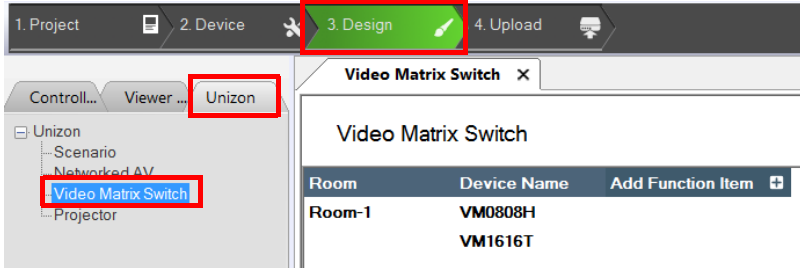 1. Project 2. Device 3. Design 4. Upload
Controll... Viewer ... Unizon
Unizon
Scenario
Networked AV
Video Matrix Switch
Projector
Video Matrix Switch X
Video Matrix Switch
Room Device Name Add Function Item
Room-1 VM0808H
VM1616T